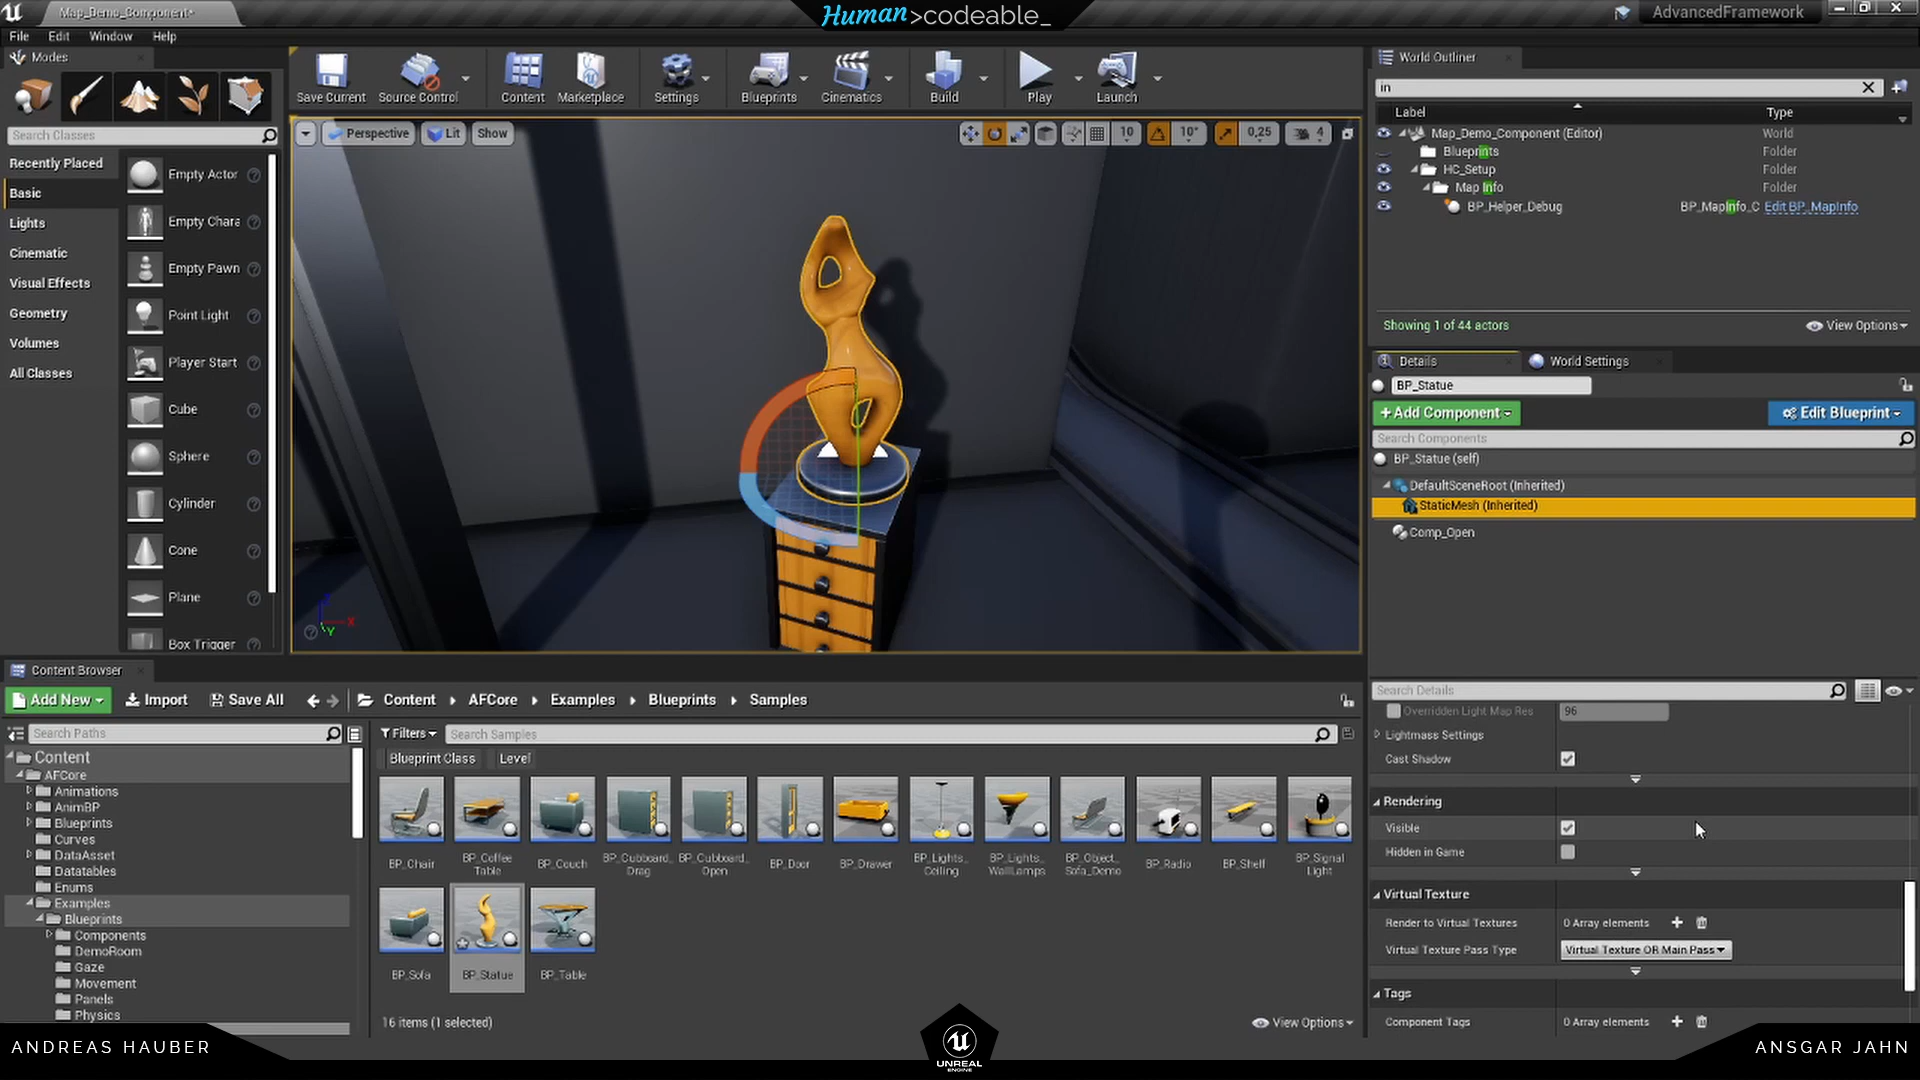 Map_Demo_Component*
Human>codeable_
AdvancedFramework
File Edit Window Help
Modes
Save Current Source Control Content Marketplace Settings Blueprints Cinematics Build Play Launch
Search Classes
Recently Placed
Basic
Lights
Cinematic
Visual Effects
Geometry
Volumes
All Classes
Empty Actor
Empty Chara
Empty Pawn
Point Light
Player Start
Cube
Sphere
Cylinder
Cone
Plane
Box Trigger
Perspective Lit Show
10 10° 0,25 4
X
Y
World Outliner
in
Label Type
Map_Demo_Component (Editor) World
Blueprints Folder
HC_Setup Folder
Map Info Folder
BP_Helper_Debug BP_MapInfo_C Edit BP_MapInfo
Showing 1 of 44 actors View Options
Details World Settings
BP_Statue
+Add Component Edit Blueprint
Search Components
BP_Statue (self)
DefaultSceneRoot (Inherited)
StaticMesh (Inherited)
Comp_Open
Search Details
Overridden Light Map Res 96
Lightmass Settings
Cast Shadow
Rendering
Visible
Hidden in Game
Virtual Texture
Render to Virtual Textures 0 Array elements
Virtual Texture Pass Type Virtual Texture OR Main Pass
Tags
Component Tags 0 Array elements
Content Browser
Add New Import Save All Content AFCore Examples Blueprints Samples
Search Paths
Filters Search Samples
Blueprint Class Level
Content
AFCore
Animations
AnimBP
Blueprints
Curves
DataAsset
Datatables
Enums
Examples
Blueprints
Components
DemoRoom
Gaze
Movement
Panels
Physics
BP_Chair
BP_Coffee
Table
BP_Couch
BP_Cubboard_
Drag
BP_Cubboard_
Open
BP_Door
BP_Drawer
BP_Lights_
Ceiling
BP_Lights_
WallLamps
BP_Object_
Sofa_Demo
BP_Radio
BP_Shelf
BP_Signal
Light
BP_Sofa
BP_Statue
BP_Table
16 items (1 selected) View Options
ANDREAS HAUBER
UNREAL
ENGINE
ANSGAR JAHN